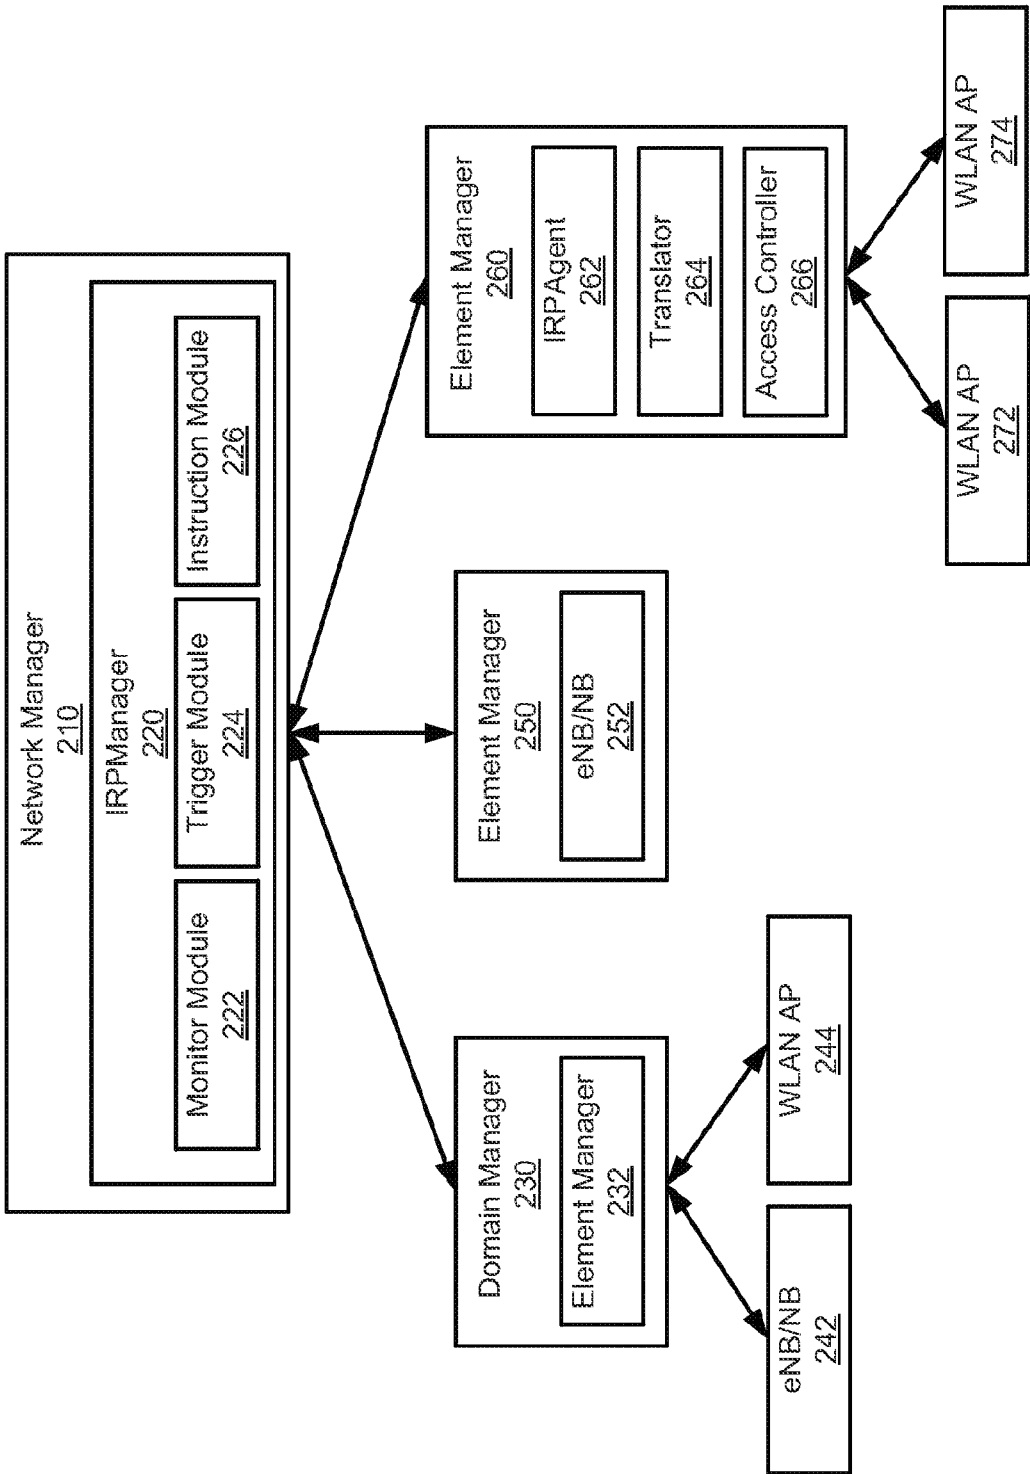 Network Manager
210
IRPManager
220
Monitor Module
222
Trigger Module
224
Instruction Module
226
Domain Manager
230
Element Manager
232
eNB/NB
242
WLAN AP
244
Element Manager
250
eNB/NB
252
Element Manager
260
IRPAgent
262
Translator
264
Access Controller
266
WLAN AP
272
WLAN AP
274